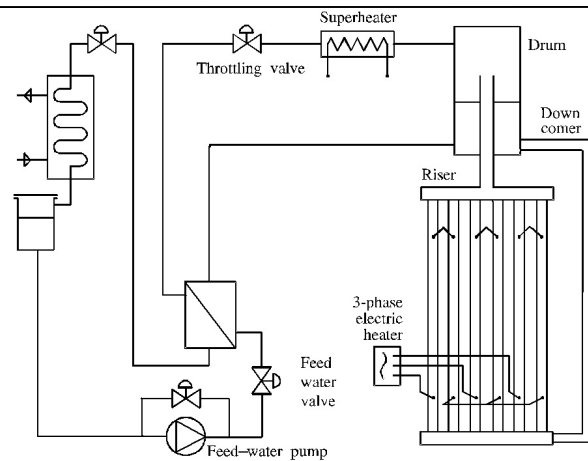 Superheater
Drum
Throttling valve
Down
comer
Riser
3-phase
electric
heater
Feed
water
valve
Feed-water pump